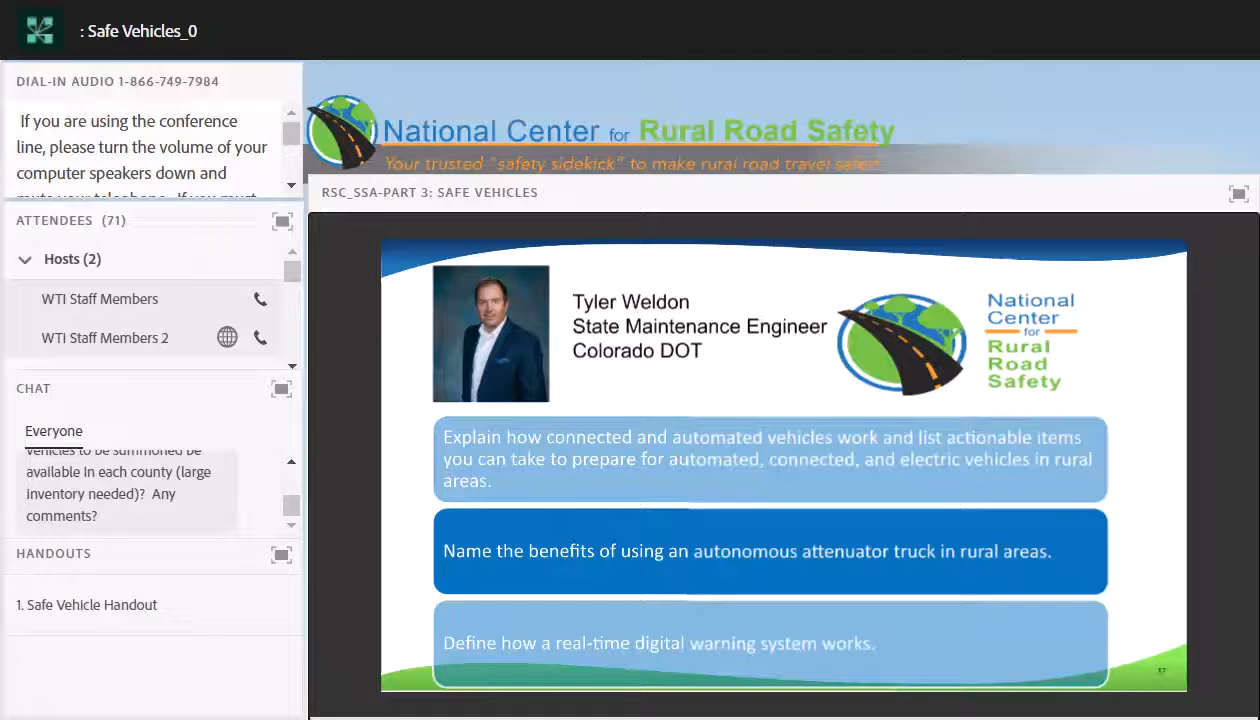 : Safe Vehicles_0
DIAL-IN AUDIO 1-866-749-7984
If you are using the conference
line, please turn the volume of your
computer speakers down and
ATTENDEES (71)
Hosts (2)
WTI Staff Members
WTI Staff Members 2
CHAT
Everyone
vehicles to be summoned be
available in each county (large
inventory needed)? Any
comments?
HANDOUTS
1. Safe Vehicle Handout
National Center for Rural Road Safety
Your trusted "safety sidekick" to make rural road travel safer!
RSC_SSA-PART 3: SAFE VEHICLES
Tyler Weldon
State Maintenance Engineer
Colorado DOT
National
Center
for
Rural
Road
Safety
Explain how connected and automated vehicles work and list actionable items
you can take to prepare for automated, connected, and electric vehicles in rural
areas.
Name the benefits of using an autonomous attenuator truck in rural areas.
Define how a real-time digital warning system works.